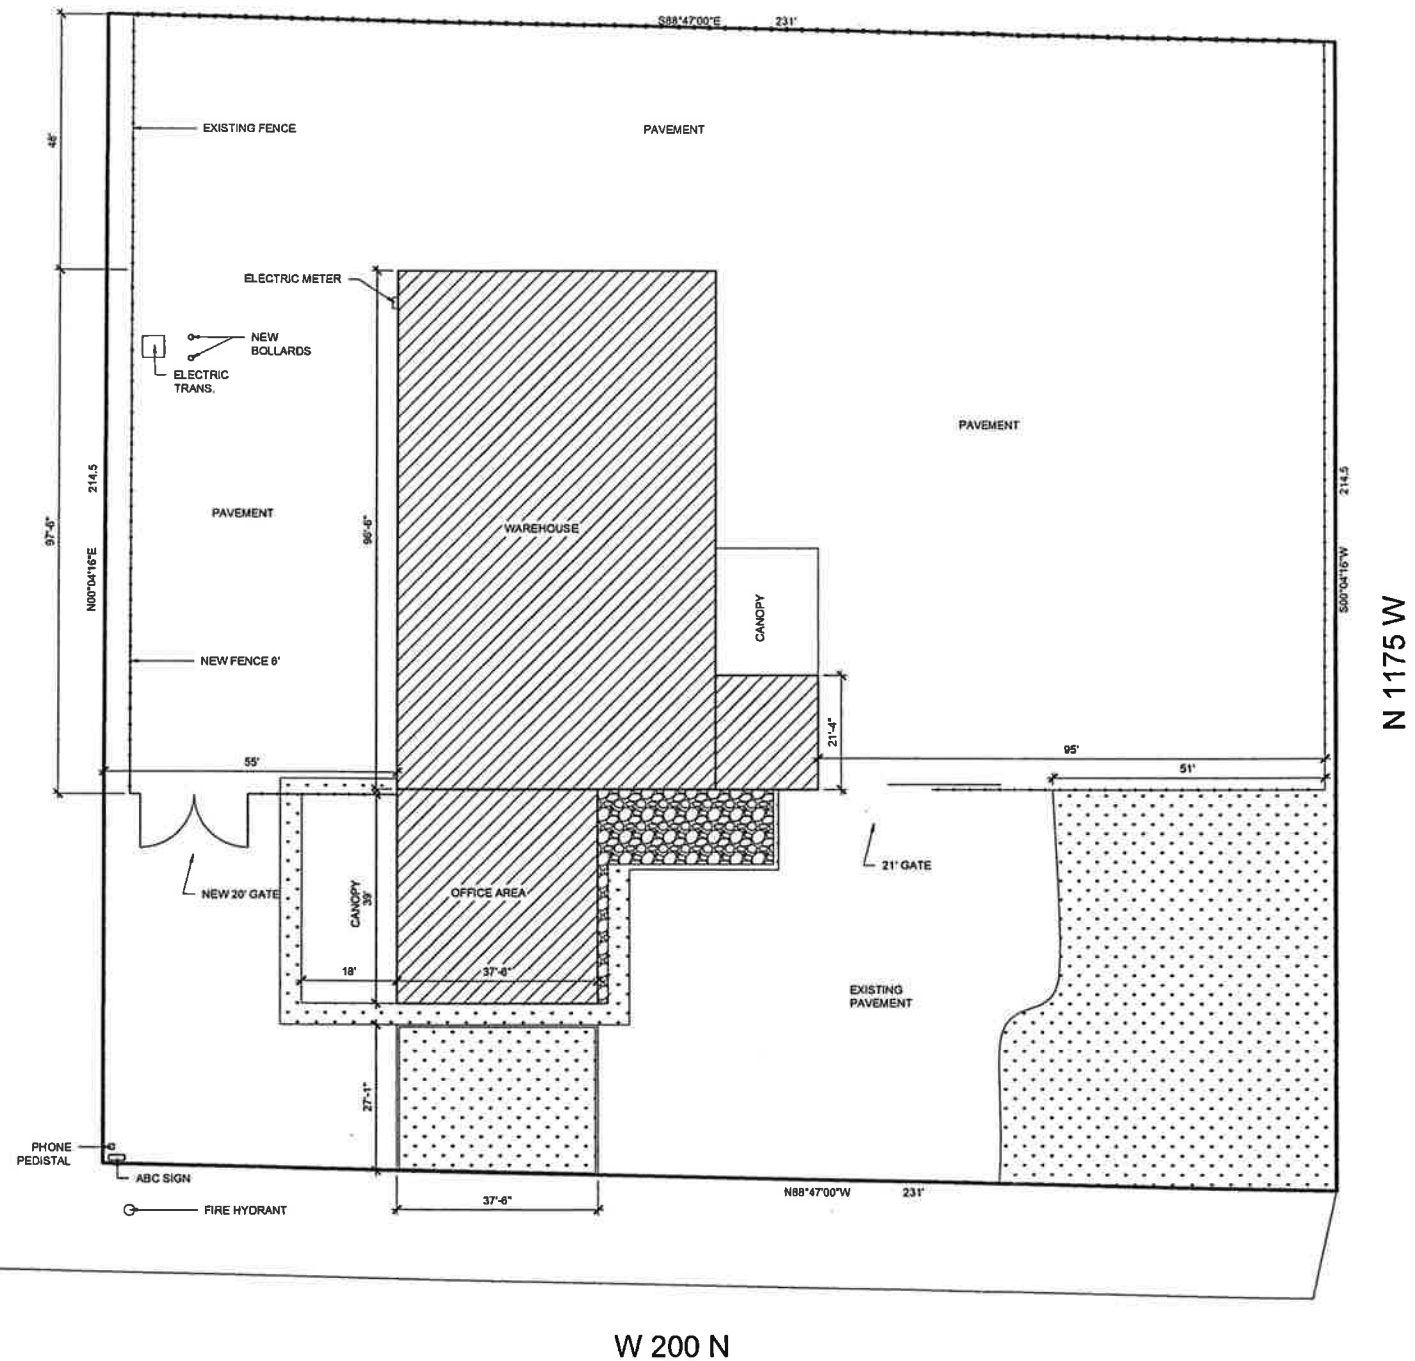 S88°47'00"E 231'
48'
EXISTING FENCE
PAVEMENT
ELECTRIC METER
NEW
BOLLARDS
ELECTRIC
TRANS.
PAVEMENT
214.5
N00°04'16"E
97'-6"
PAVEMENT
96'-6"
WAREHOUSE
CANOPY
214.5
S00°04'16"W
N 1175 W
NEW FENCE 6'
21'-4"
55'
95'
51'
NEW 20' GATE
CANOPY
39'
OFFICE AREA
21' GATE
18'
37'-6"
EXISTING
PAVEMENT
27'-1"
PHONE
PEDISTAL
ABC SIGN
37'-6"
N88°47'00"W 231'
FIRE HYDRANT
W 200 N